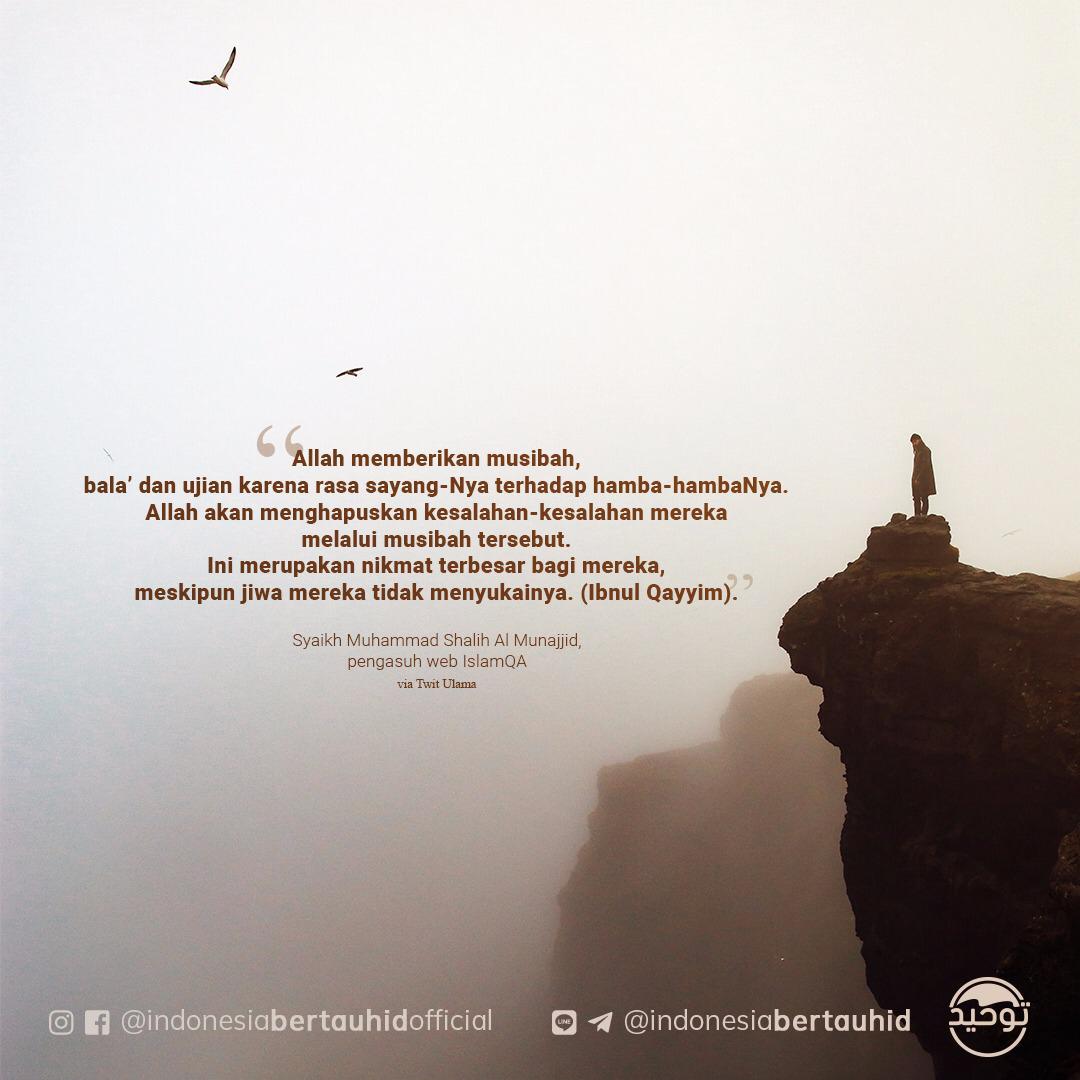 “Allah memberikan musibah,
bala’ dan ujian karena rasa sayang-Nya terhadap hamba-hambaNya.
Allah akan menghapuskan kesalahan-kesalahan mereka
melalui musibah tersebut.
Ini merupakan nikmat terbesar bagi mereka,
meskipun jiwa mereka tidak menyukainya. (Ibnul Qayyim).”
Syaikh Muhammad Shalih Al Munajjid,
pengasuh web IslamQA
via Twit Ulama
@indonesiabertauhidofficial
LINE @indonesiabertauhid
توحيد